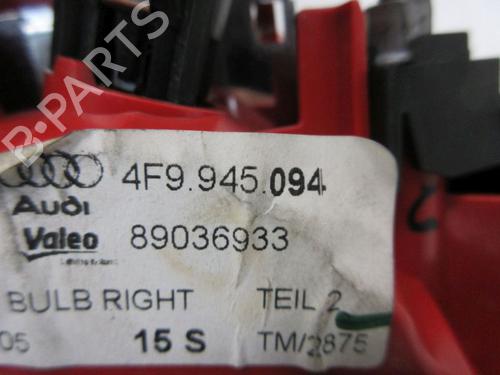 B-PARTS
4F9.945.094
Audi
Valeo 89036933
BULB RIGHT TEIL 2
05 15 S TM/2875